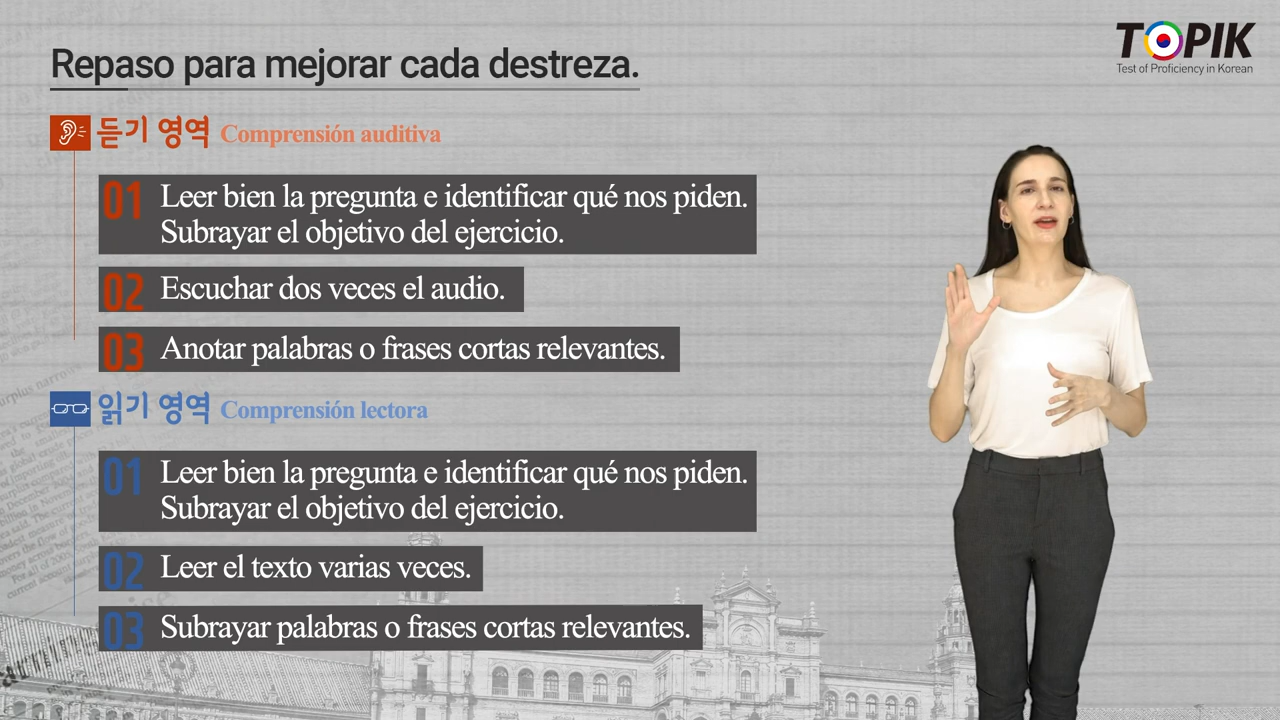 Repaso para mejorar cada destreza.
TOPIK
Test of Proficiency in Korean
듣기 영역 Comprensión auditiva
01 Leer bien la pregunta e identificar qué nos piden.
Subrayar el objetivo del ejercicio.
02 Escuchar dos veces el audio.
03 Anotar palabras o frases cortas relevantes.
읽기 영역 Comprensión lectora
01 Leer bien la pregunta e identificar qué nos piden.
Subrayar el objetivo del ejercicio.
02 Leer el texto varias veces.
03 Subrayar palabras o frases cortas relevantes.